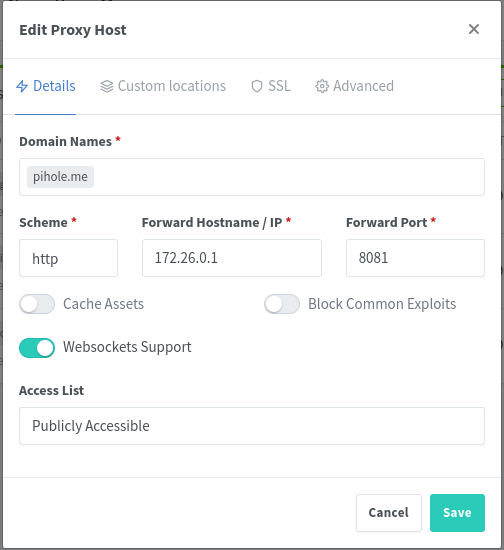 Edit Proxy Host
Details Custom locations SSL Advanced
Domain Names *
pihole.me
Scheme * Forward Hostname / IP * Forward Port *
http 172.26.0.1 8081
Cache Assets Block Common Exploits
Websockets Support
Access List
Publicly Accessible
Cancel Save